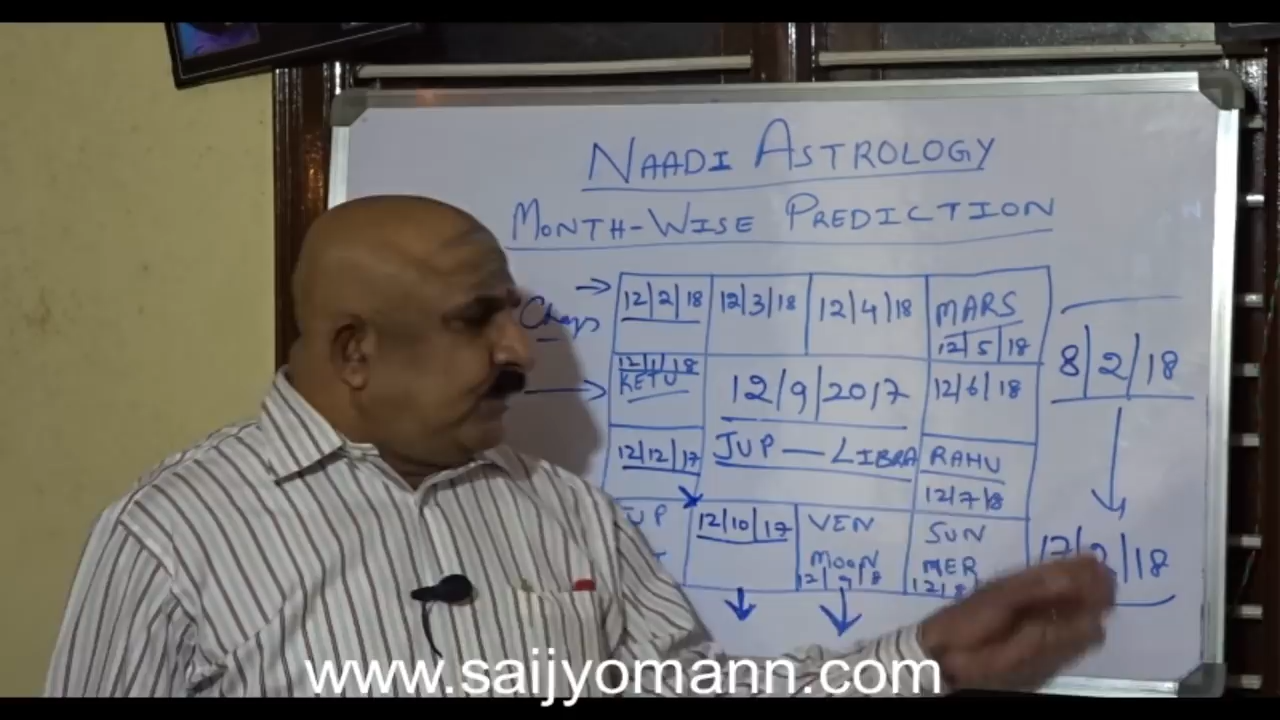 NAADI ASTROLOGY
MONTH-WISE PREDICTION
12/2/18 12/3/18 12/4/18 MARS
12/5/18
8/2/18
12/1/18
KETU
12/9/2017
12/6/18
12/12/17
JUP — LIBRA
RAHU
12/7/18
12/10/17
VEN
MOON
SUN
MER
www.saijyomann.com